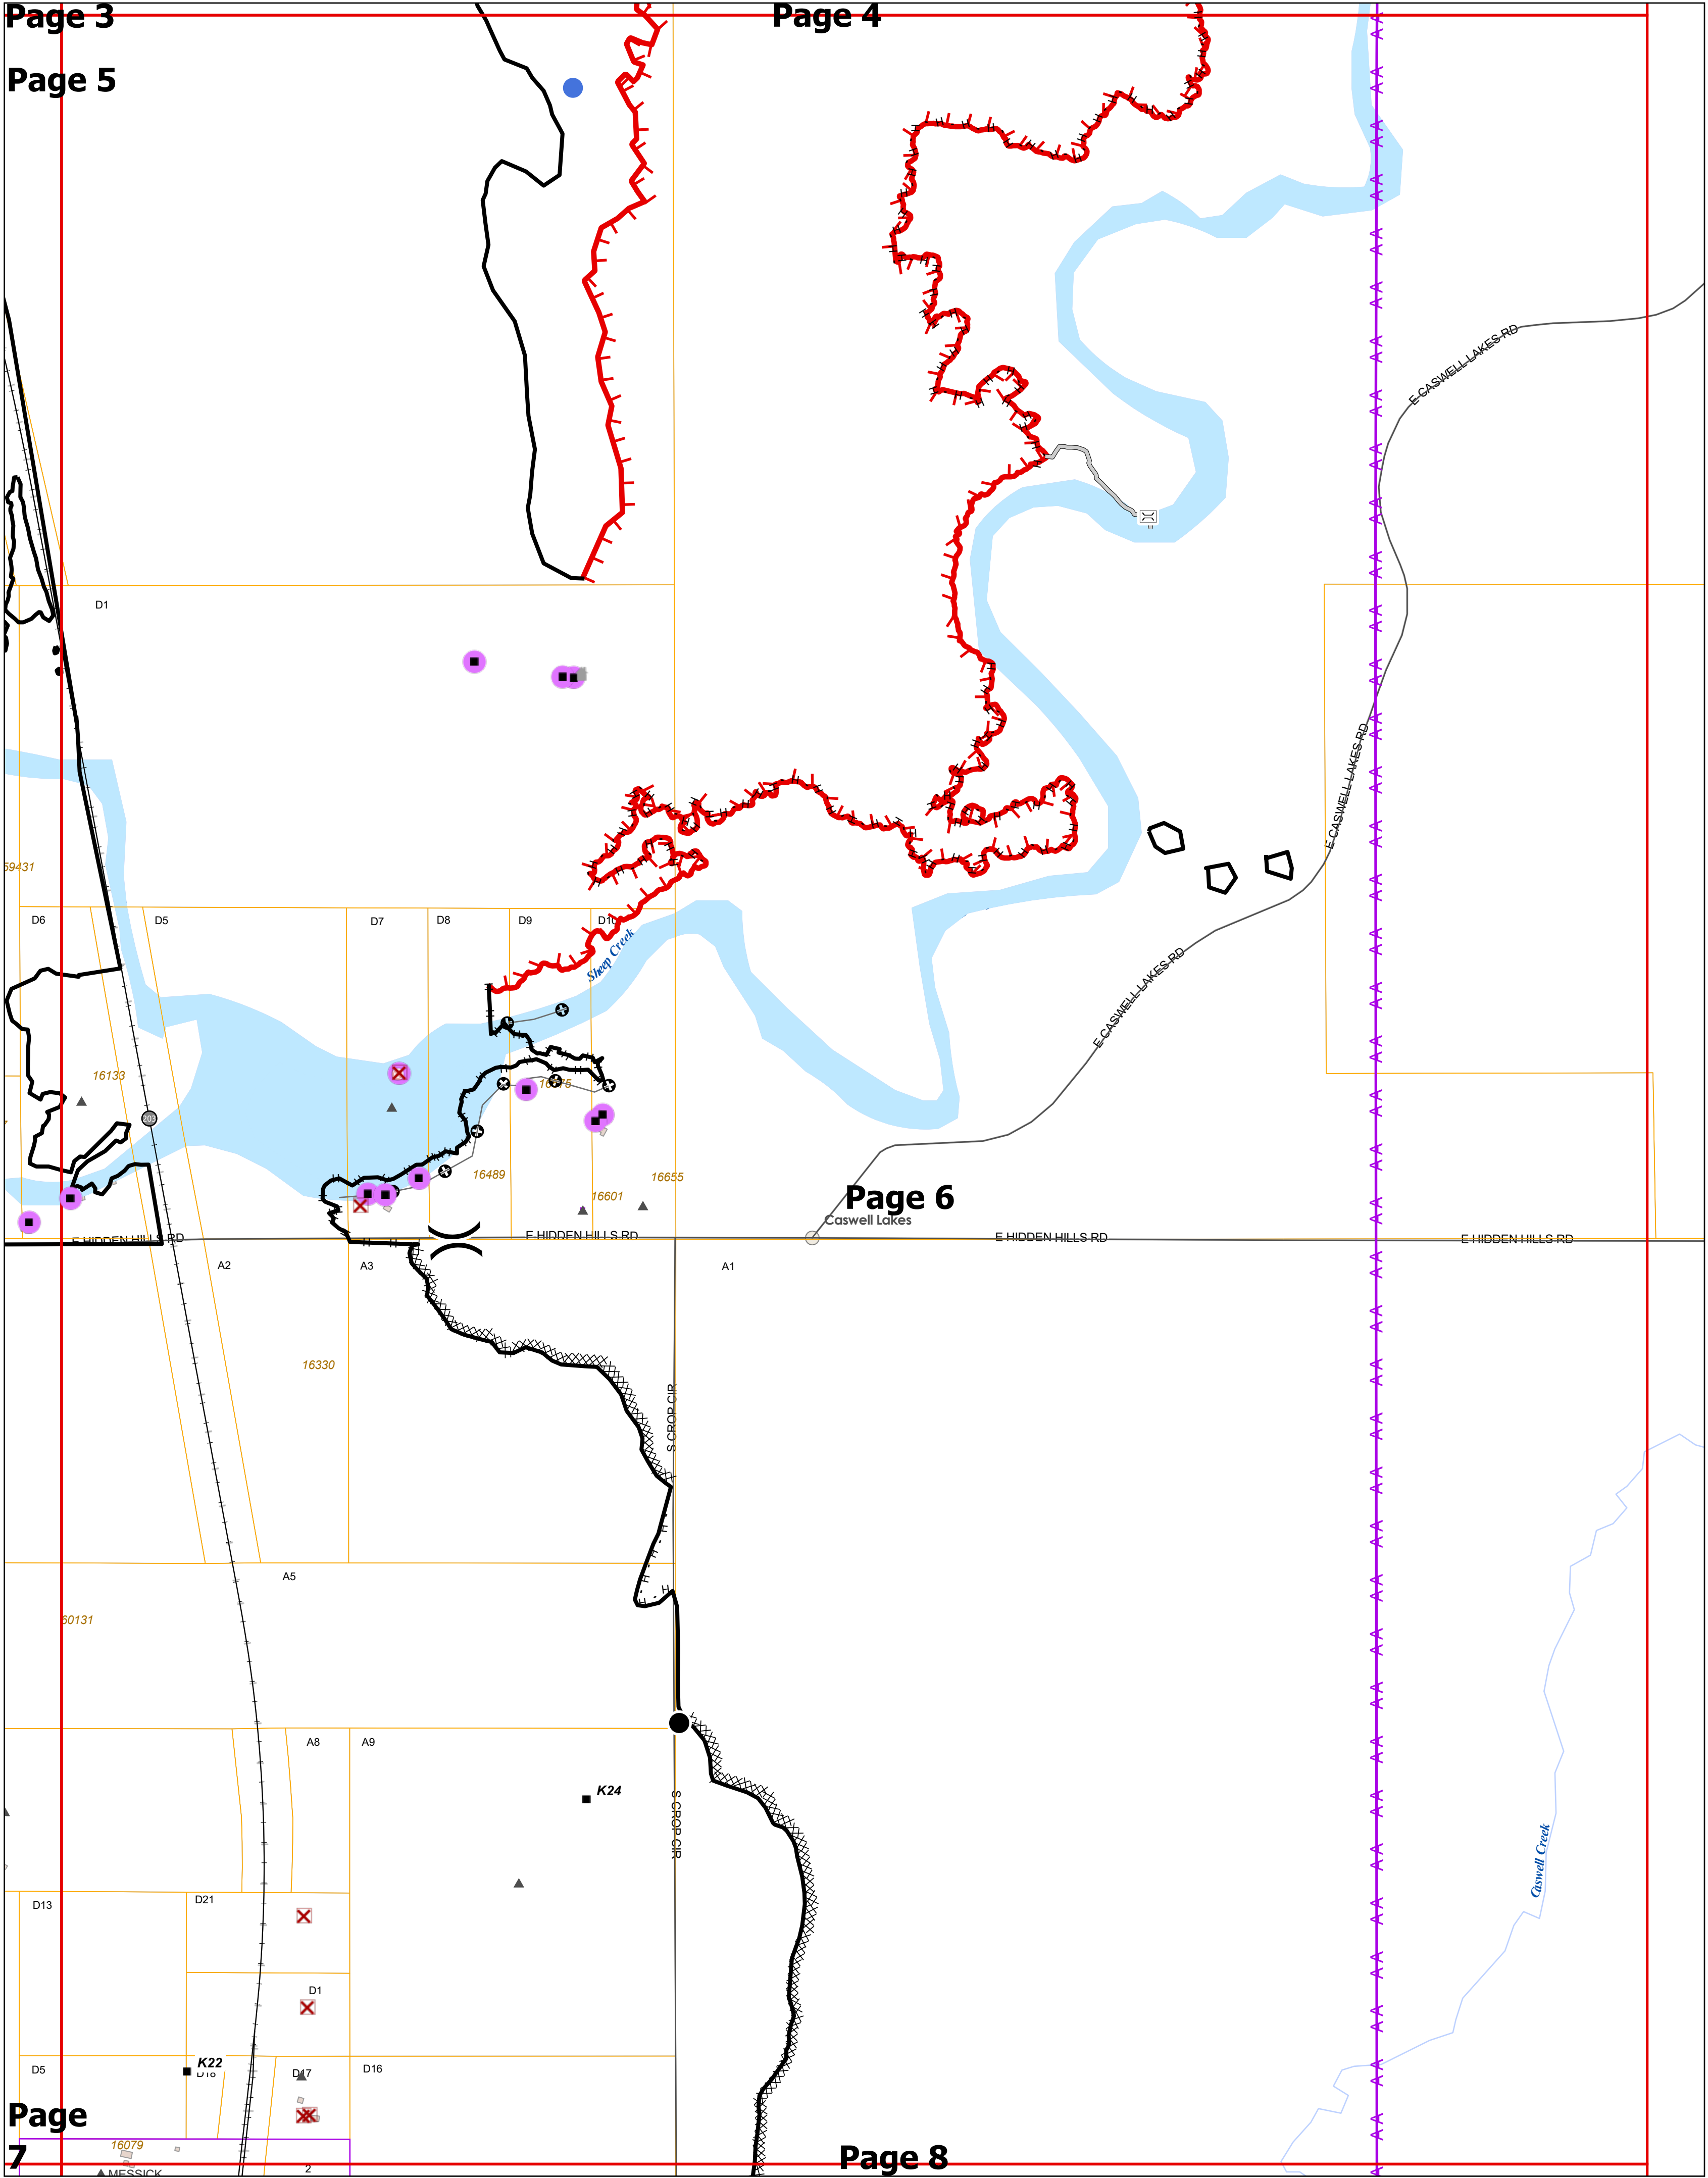 Page 3
Page 4
Page 5
E CASWELL LAKES RD
D1
E CASWELL LAKES RD
59431
D6
D5
D7
D8
D9
D10
Sheep Creek
E CASWELL LAKES RD
16133
16475
203
16489
16655
16601
Page 6
Caswell Lakes
E HIDDEN HILLS RD
E HIDDEN HILLS RD
E HIDDEN HILLS RD
E HIDDEN HILLS RD
A2
A3
A1
16330
S CROP CIR
A5
60131
A8
A9
K24
S CROP CIR
Caswell Creek
D13
D21
D1
K22
D18
D5
D17
D16
Page
7
16079
MESSICK
2
Page 8